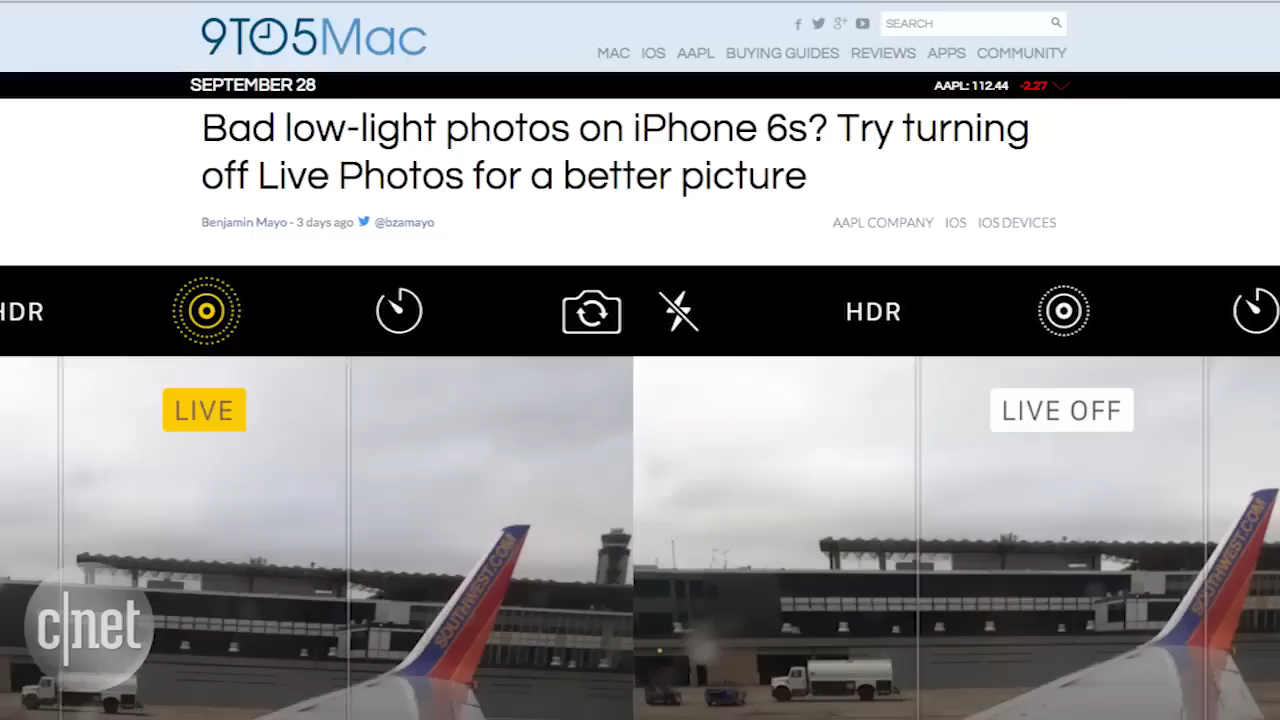 9TO5Mac
SEARCH
MAC IOS AAPL BUYING GUIDES REVIEWS APPS COMMUNITY
SEPTEMBER 28
AAPL: 112.44 -2.27
Bad low-light photos on iPhone 6s? Try turning
off Live Photos for a better picture
Benjamin Mayo - 3 days ago @bzamayo
AAPL COMPANY IOS IOS DEVICES
HDR
HDR
LIVE
LIVE OFF
SOUTHWEST.COM
SOUTHWEST.COM
c|net